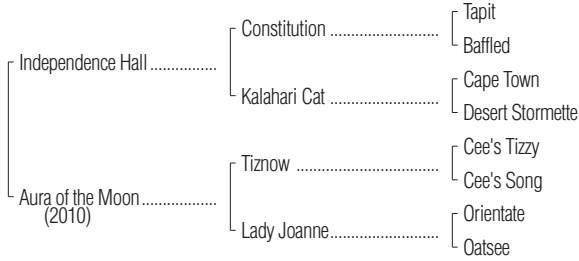 Tapit
Constitution
Baffled
Independence Hall
Cape Town
Kalahari Cat
Desert Stormette
Cee's Tizzy
Tiznow
Cee's Song
Aura of the Moon
(2010)
Orientate
Lady Joanne
Oatsee